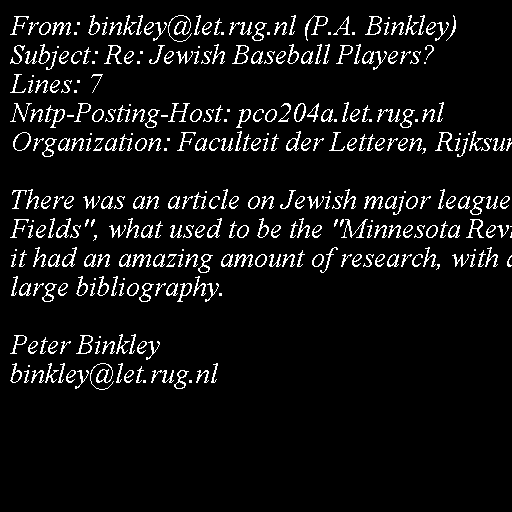 From: binkley@let.rug.nl (P.A. Binkley)
Subject: Re: Jewish Baseball Players?
Lines: 7
Nntp-Posting-Host: pco204a.let.rug.nl
Organization: Faculteit der Letteren,
There was an article on Jewish major league
Fields", what used to be the "Minnesota
it had an amazing amount of research, with
large bibliography.
Peter Binkley
binkley@let.rug.nl